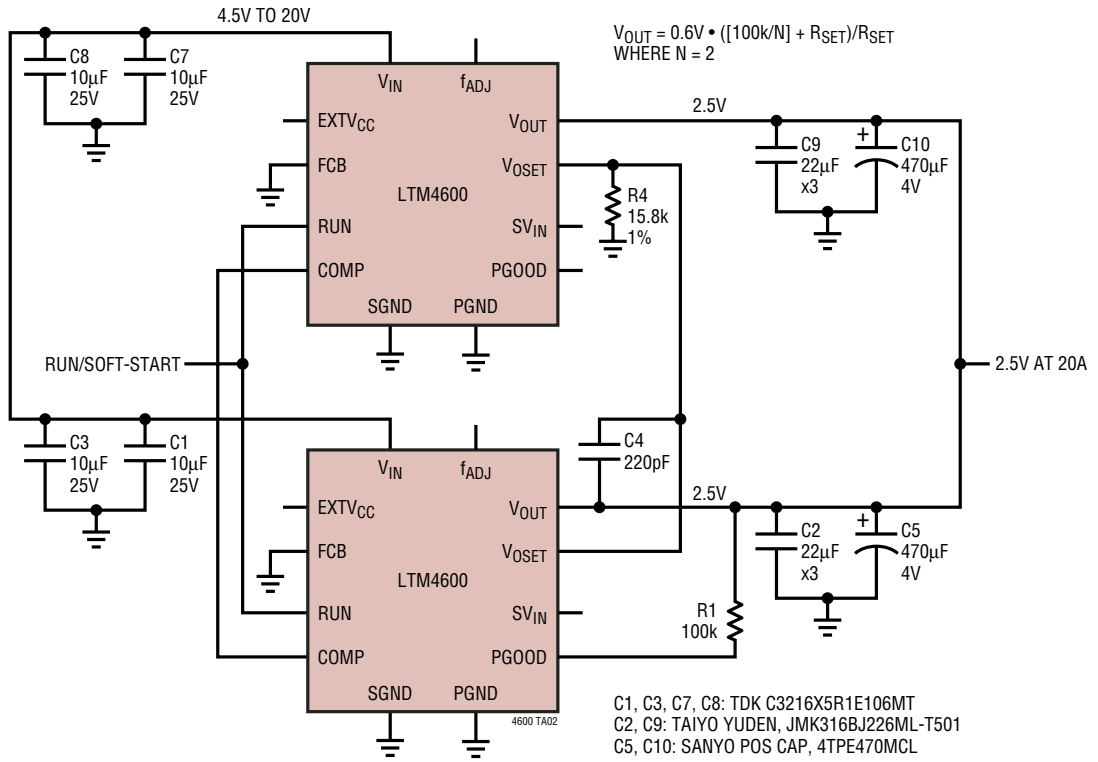 4.5V TO 20V
V_OUT = 0.6V • ([100k/N] + R_SET)/R_SET
WHERE N = 2
C8
10µF
25V
C7
10µF
25V
V_IN
f_ADJ
2.5V
EXTV_CC
V_OUT
C9
22µF
x3
+
C10
470µF
4V
FCB
V_OSET
LTM4600
R4
15.8k
1%
RUN
SV_IN
COMP
PGOOD
SGND
PGND
RUN/SOFT-START
2.5V AT 20A
C3
10µF
25V
C1
10µF
25V
C4
220pF
V_IN
f_ADJ
2.5V
EXTV_CC
V_OUT
C2
22µF
x3
+
C5
470µF
4V
FCB
V_OSET
LTM4600
RUN
SV_IN
R1
100k
COMP
PGOOD
SGND
PGND
4600 TA02
C1, C3, C7, C8: TDK C3216X5R1E106MT
C2, C9: TAIYO YUDEN, JMK316BJ226ML-T501
C5, C10: SANYO POS CAP, 4TPE470MCL